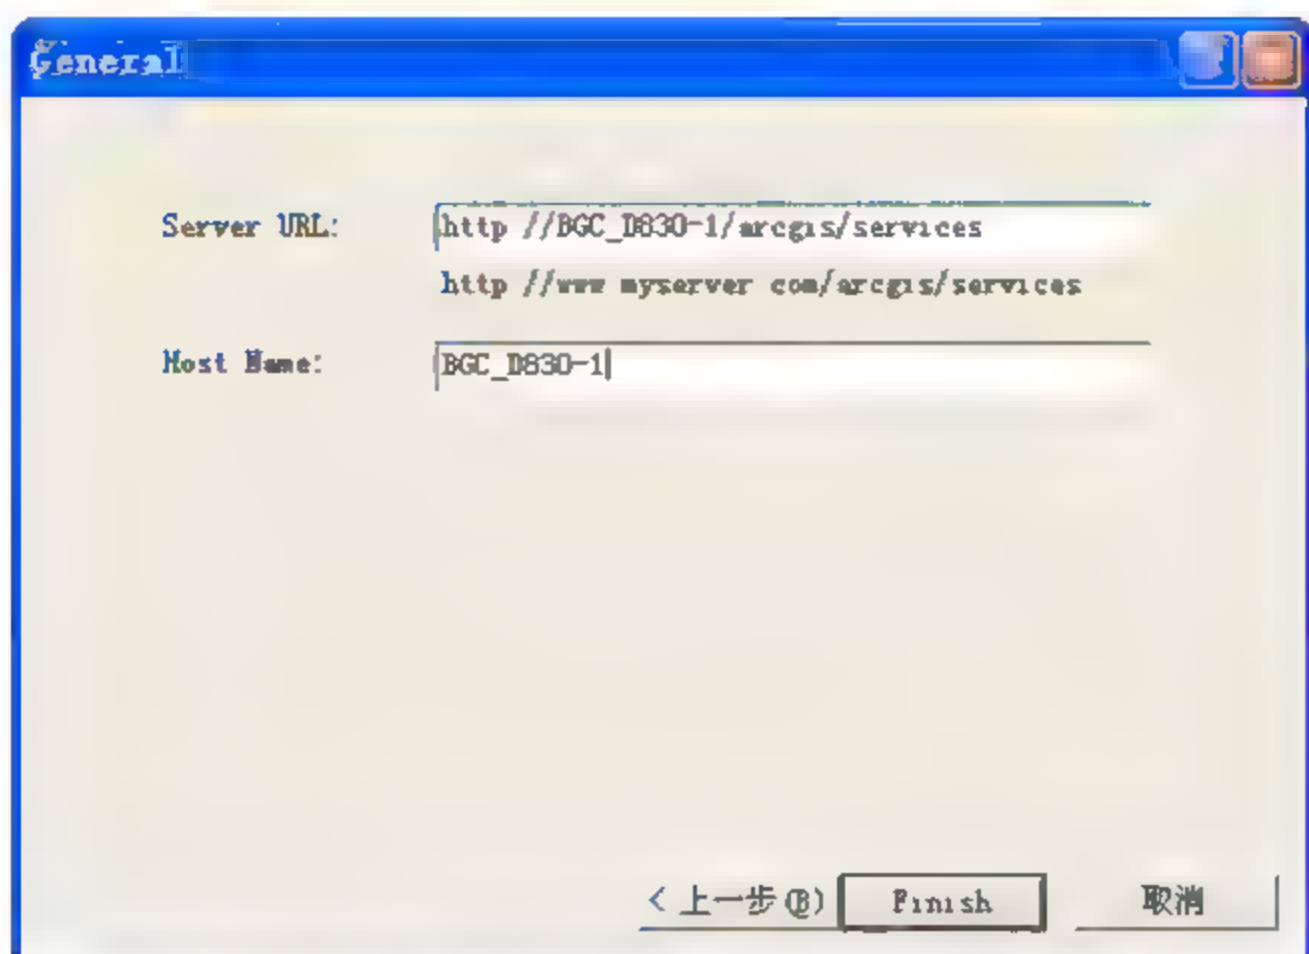 General
Server URL: http //BGC_D830-1/arcgis/services
http //www myserver com/arcgis/services
Host Name: BGC_D830-1
< 上一步(B) Finish 取消